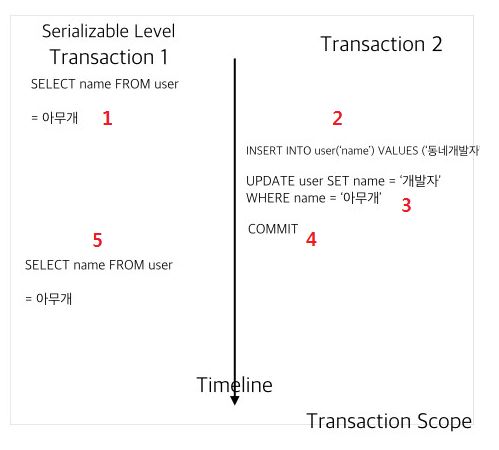 Serializable Level
Transaction 1
Transaction 2
SELECT name FROM user
= 아무개
1
2
INSERT INTO user('name') VALUES ('동네개발자'
UPDATE user SET name = '개발자'
WHERE name = '아무개'
3
COMMIT
4
5
SELECT name FROM user
= 아무개
Timeline
Transaction Scope